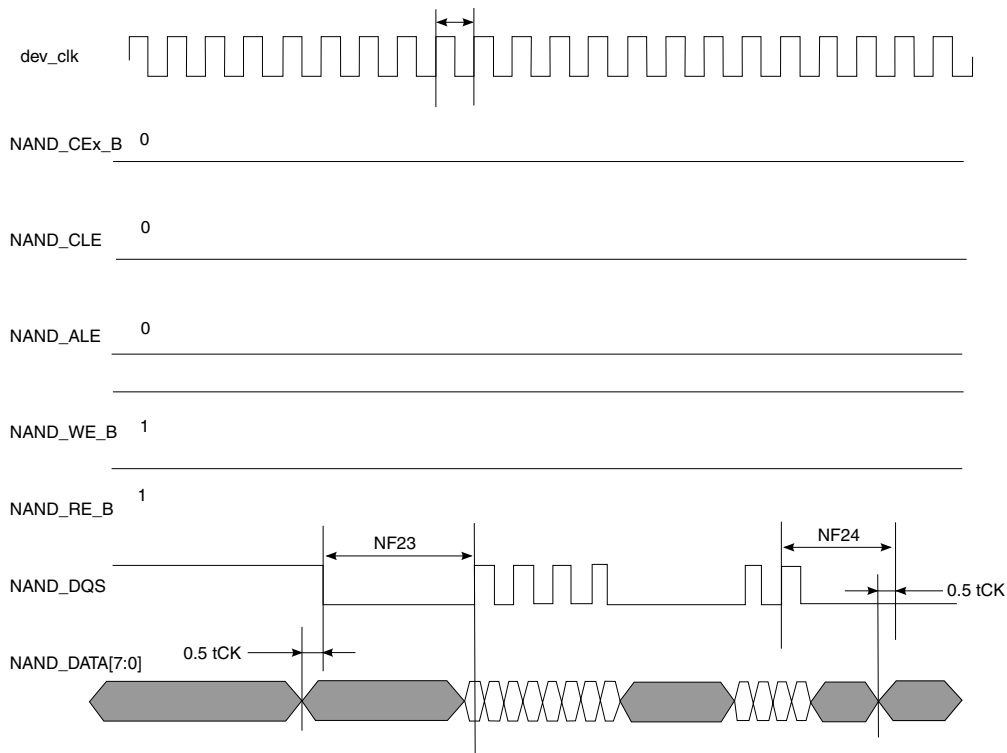 dev_clk
NAND_CEx_B 0
NAND_CLE 0
NAND_ALE 0
NAND_WE_B 1
NAND_RE_B 1
NF23 NF24
NAND_DQS
0.5 tCK
NAND_DATA[7:0]
0.5 tCK